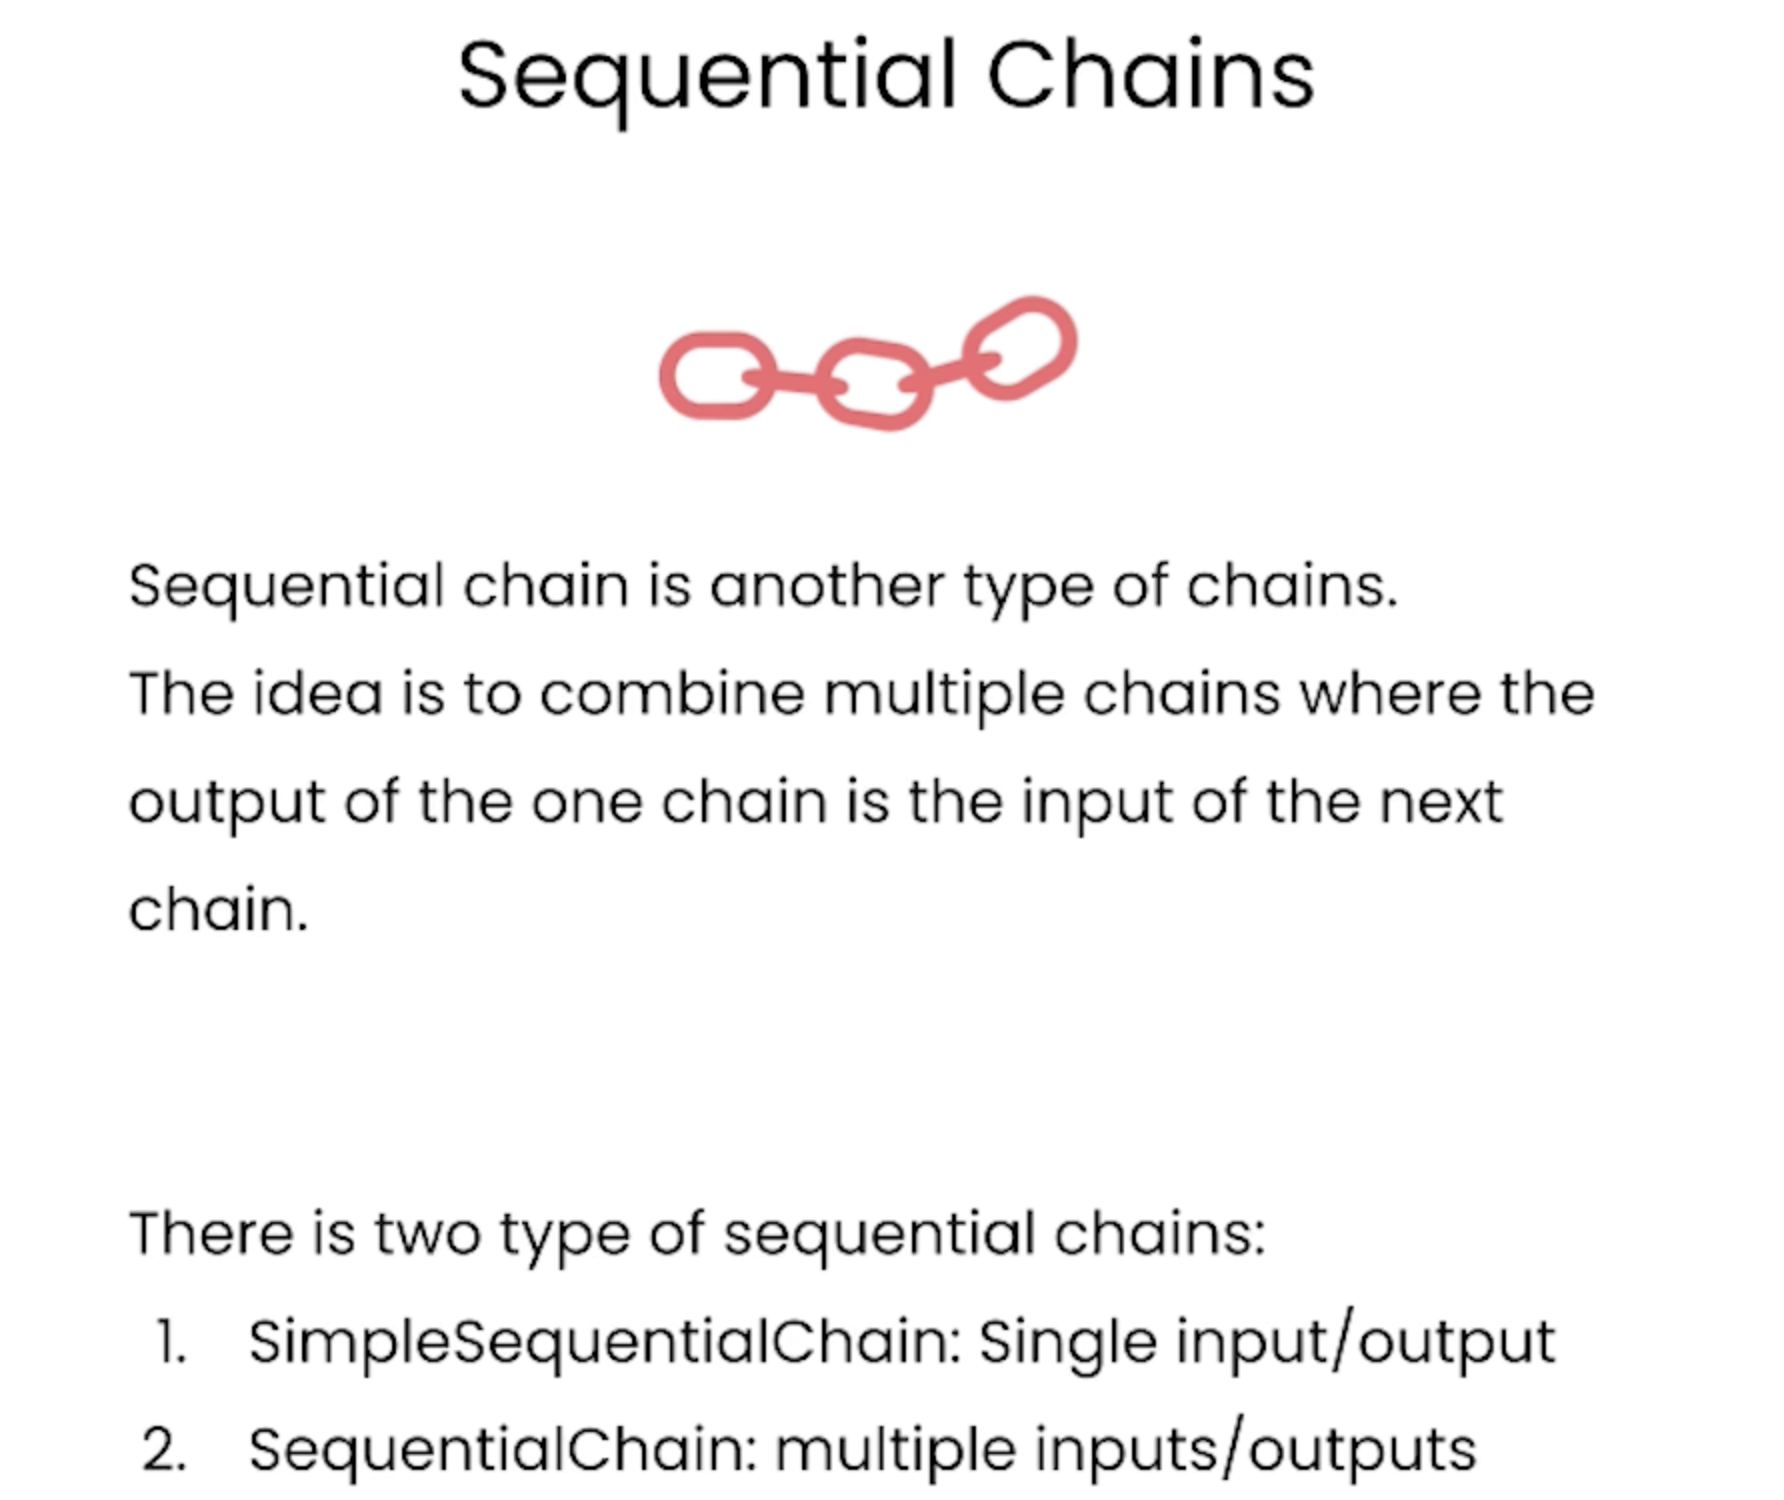 Sequential Chains
Sequential chain is another type of chains.
The idea is to combine multiple chains where the
output of the one chain is the input of the next
chain.
There is two type of sequential chains:
1. SimpleSequentialChain: Single input/output
2. SequentialChain: multiple inputs/outputs